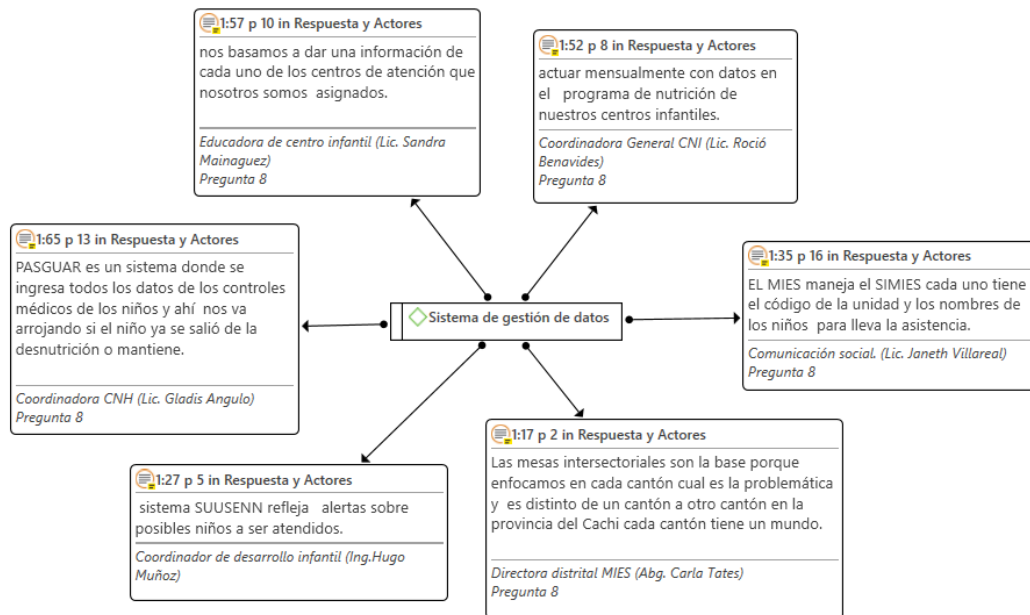 1:57 p 10 in Respuesta y Actores
nos basamos a dar una información de
cada uno de los centros de atención que
nosotros somos asignados.
Educadora de centro infantil (Lic. Sandra
Mainaguez)
Pregunta 8
1:52 p 8 in Respuesta y Actores
actuar mensualmente con datos en
el programa de nutrición de
nuestros centros infantiles.
Coordinadora General CNI (Lic. Roció
Benavides)
Pregunta 8
1:65 p 13 in Respuesta y Actores
PASGUAR es un sistema donde se
ingresa todos los datos de los controles
médicos de los niños y ahí nos va
arrojando si el niño ya se salió de la
desnutrición o mantiene.
Coordinadora CNH (Lic. Gladis Angulo)
Pregunta 8
Sistema de gestión de datos
1:35 p 16 in Respuesta y Actores
EL MIES maneja el SIMIES cada uno tiene
el código de la unidad y los nombres de
los niños para lleva la asistencia.
Comunicación social. (Lic. Janeth Villareal)
Pregunta 8
1:27 p 5 in Respuesta y Actores
sistema SUUSENN refleja alertas sobre
posibles niños a ser atendidos.
Coordinador de desarrollo infantil (Ing.Hugo
Muñoz)
1:17 p 2 in Respuesta y Actores
Las mesas intersectoriales son la base porque
enfocamos en cada cantón cual es la problemática
y es distinto de un cantón a otro cantón en la
provincia del Cachi cada cantón tiene un mundo.
Directora distrital MIES (Abg. Carla Tates)
Pregunta 8